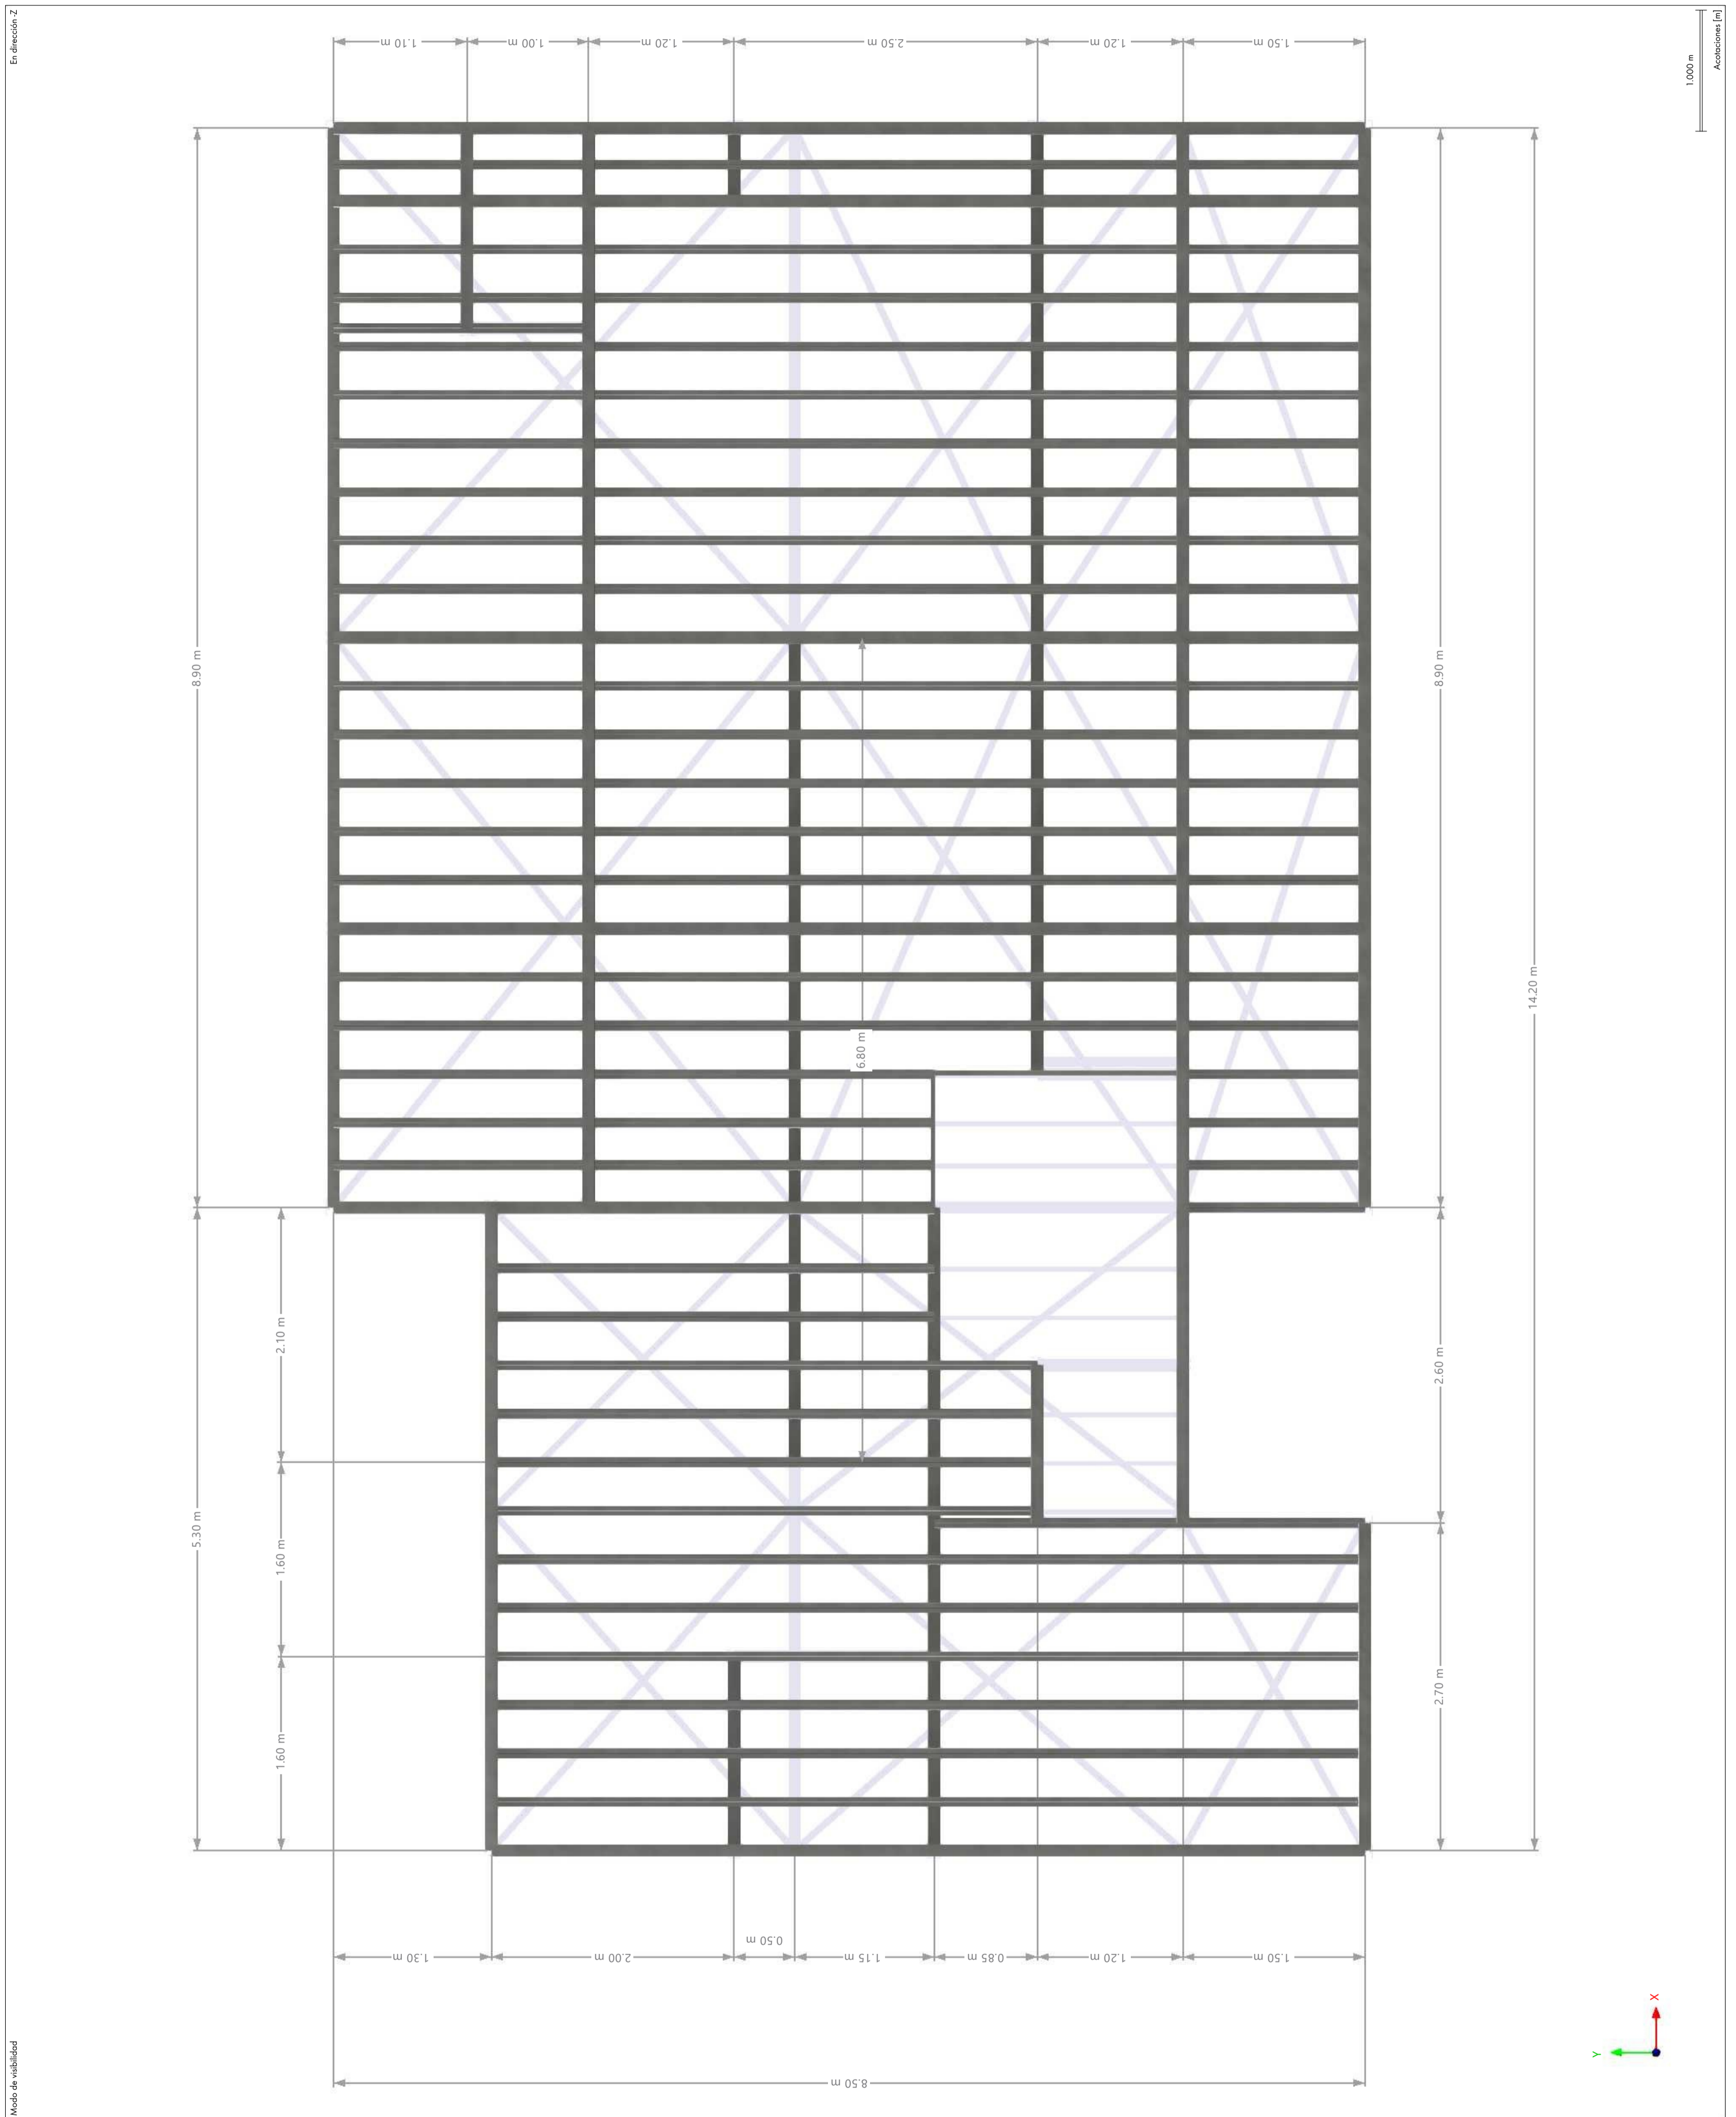 En dirección -Z
Acotaciones [m]
1.000 m
1.10 m
1.00 m
1.20 m
2.50 m
1.20 m
1.50 m
8.90 m
8.90 m
14.20 m
6.80 m
2.10 m
2.60 m
5.30 m
1.60 m
2.70 m
1.60 m
0.50 m
1.30 m
2.00 m
1.15 m
0.85 m
1.20 m
1.50 m
8.50 m
X
Y
Modo de visibilidad